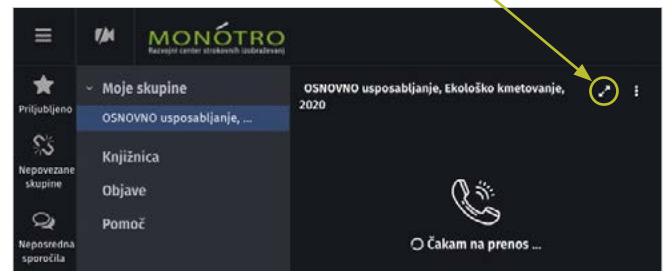 MONÓTRO
Razvojni center strokovnih izobraževanj
Priljubljeno
Nepovezane
skupine
Neposredna
sporočila
Moje skupine
OSNOVNO usposabljanje, ...
Knjižnica
Objave
Pomoč
OSNOVNO usposabljanje, Ekološko kmetovanje,
2020
Čakam na prenos ...